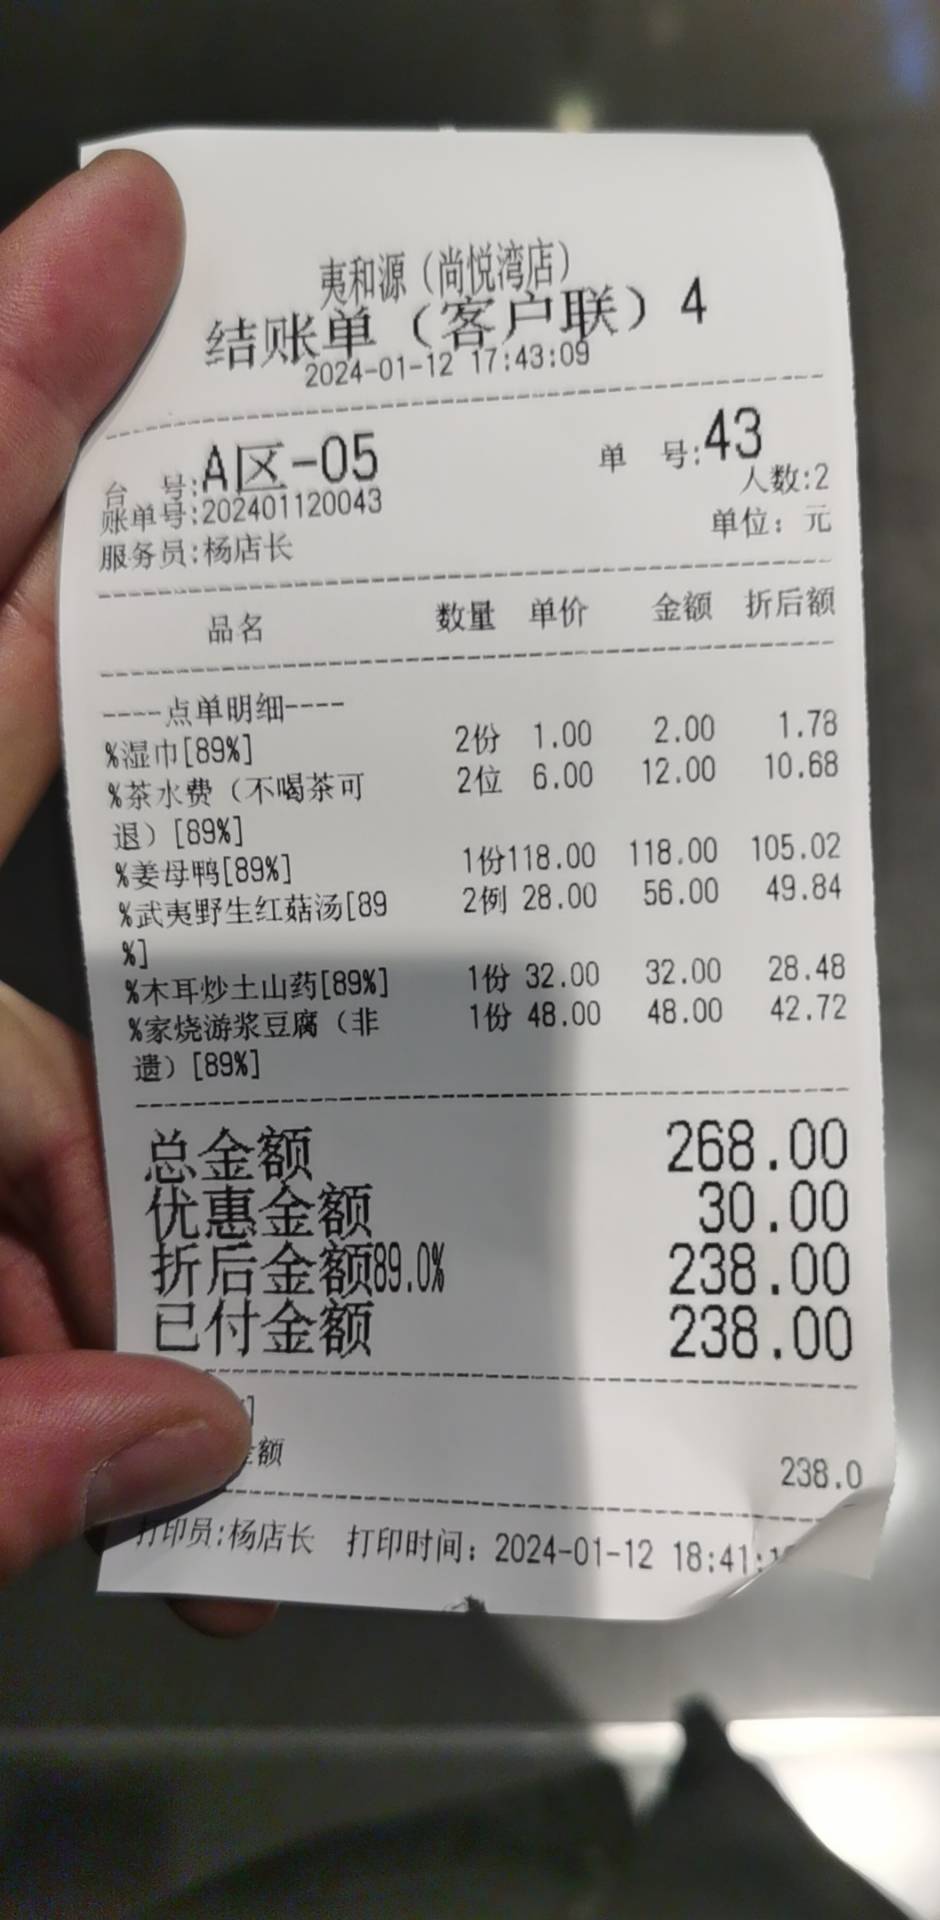 夷和源（尚悦湾店）
结账单（客户联）4
2024-01-12 17:43:09
台 号:A区-05 单 号:43
账单号:202401120043 人数:2
服务员:杨店长 单位：元
品名 数量 单价 金额 折后额
----点单明细----
%湿巾[89%] 2份 1.00 2.00 1.78
%茶水费（不喝茶可 2位 6.00 12.00 10.68
退）[89%]
%姜母鸭[89%] 1份118.00 118.00 105.02
%武夷野生红菇汤[89 2例 28.00 56.00 49.84
%]
%木耳炒土山药[89%] 1份 32.00 32.00 28.48
%家烧游浆豆腐（非 1份 48.00 48.00 42.72
遗）[89%]
总金额 268.00
优惠金额 30.00
折后金额89.0% 238.00
已付金额 238.00
]
金额 238.0
打印员:杨店长 打印时间：2024-01-12 18:41: